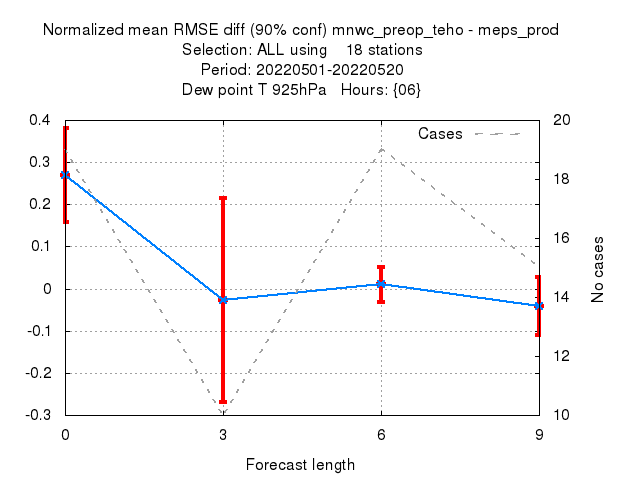 Normalized mean RMSE diff (90% conf) mnwc_preop_teho - meps_prod
Selection: ALL using    18 stations
Period: 20220501-20220520
Dew point T 925hPa   Hours: {06}
Cases
0.4
0.3
0.2
0.1
0
-0.1
-0.2
-0.3
20
18
16
14
12
10
No cases
0 3 6 9
Forecast length